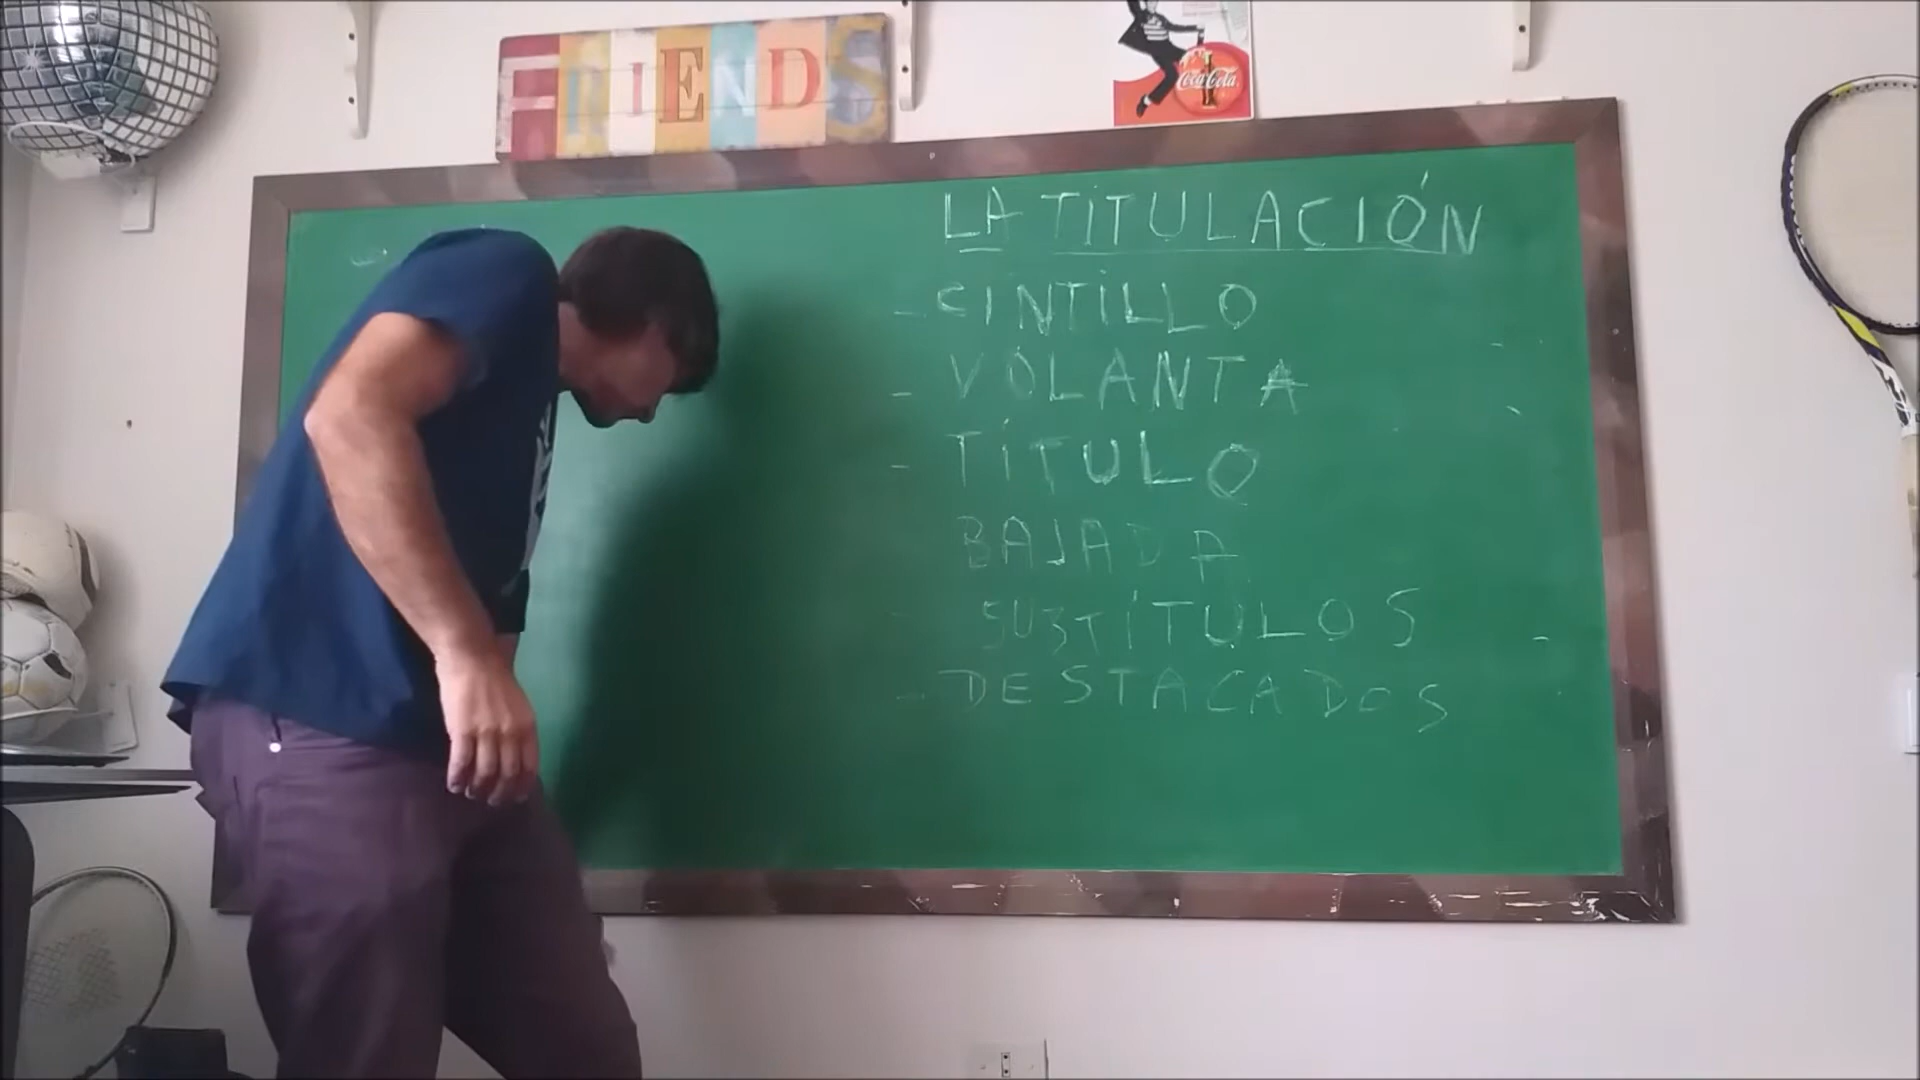 FRIENDS
Coca-Cola
LA TITULACIÓN
- CINTILLO
- VOLANTA
- TÍTULO
BAJADA
SUBTÍTULOS
- DESTACADOS